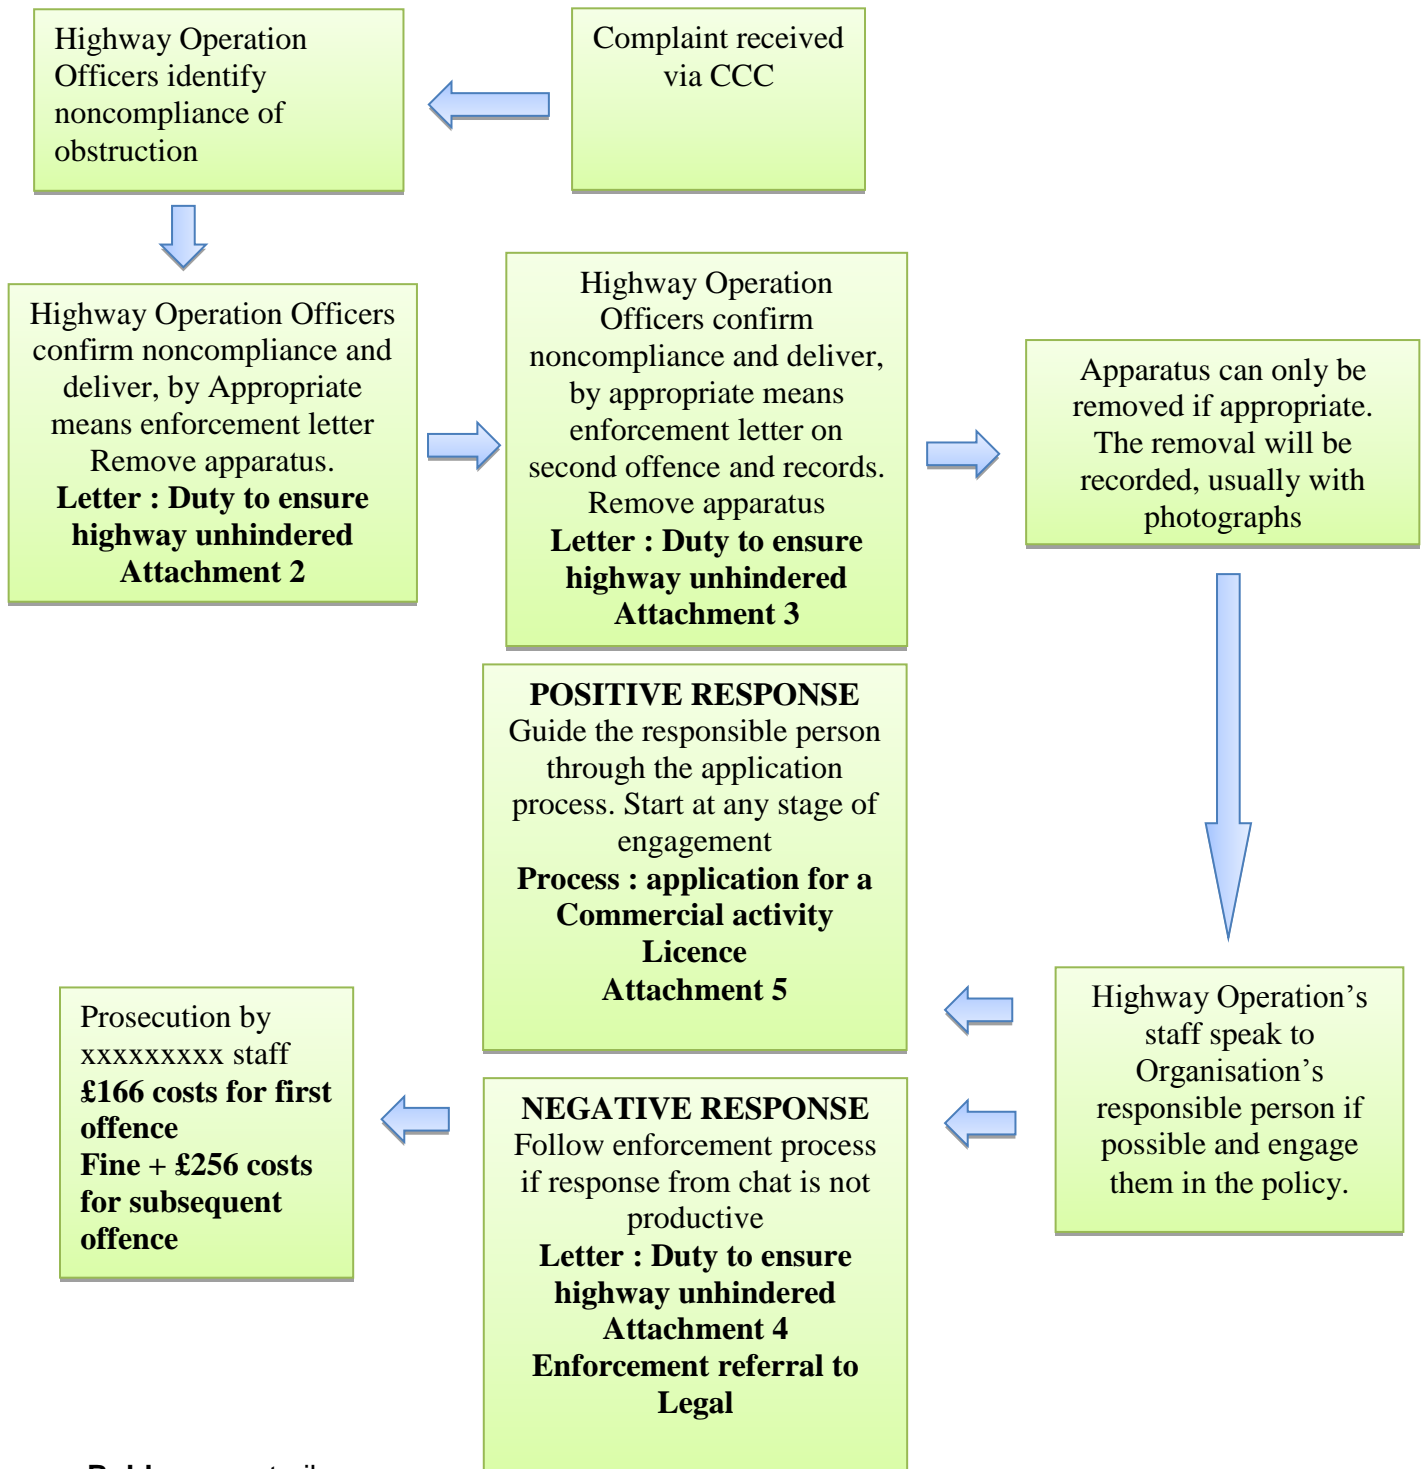 Highway Operation
Officers identify
noncompliance of
obstruction
Complaint received
via CCC
Highway Operation Officers
confirm noncompliance and
deliver, by Appropriate
means enforcement letter
Remove apparatus.
Letter : Duty to ensure
highway unhindered
Attachment 2
Highway Operation
Officers confirm
noncompliance and deliver,
by appropriate means
enforcement letter on
second offence and records.
Remove apparatus
Letter : Duty to ensure
highway unhindered
Attachment 3
Apparatus can only be
removed if appropriate.
The removal will be
recorded, usually with
photographs
POSITIVE RESPONSE
Guide the responsible person
through the application
process. Start at any stage of
engagement
Process : application for a
Commercial activity
Licence
Attachment 5
Highway Operation’s
staff speak to
Organisation’s
responsible person if
possible and engage
them in the policy.
Prosecution by
xxxxxxxxx staff
£166 costs for first
offence
Fine + £256 costs
for subsequent
offence
NEGATIVE RESPONSE
Follow enforcement process
if response from chat is not
productive
Letter : Duty to ensure
highway unhindered
Attachment 4
Enforcement referral to
Legal